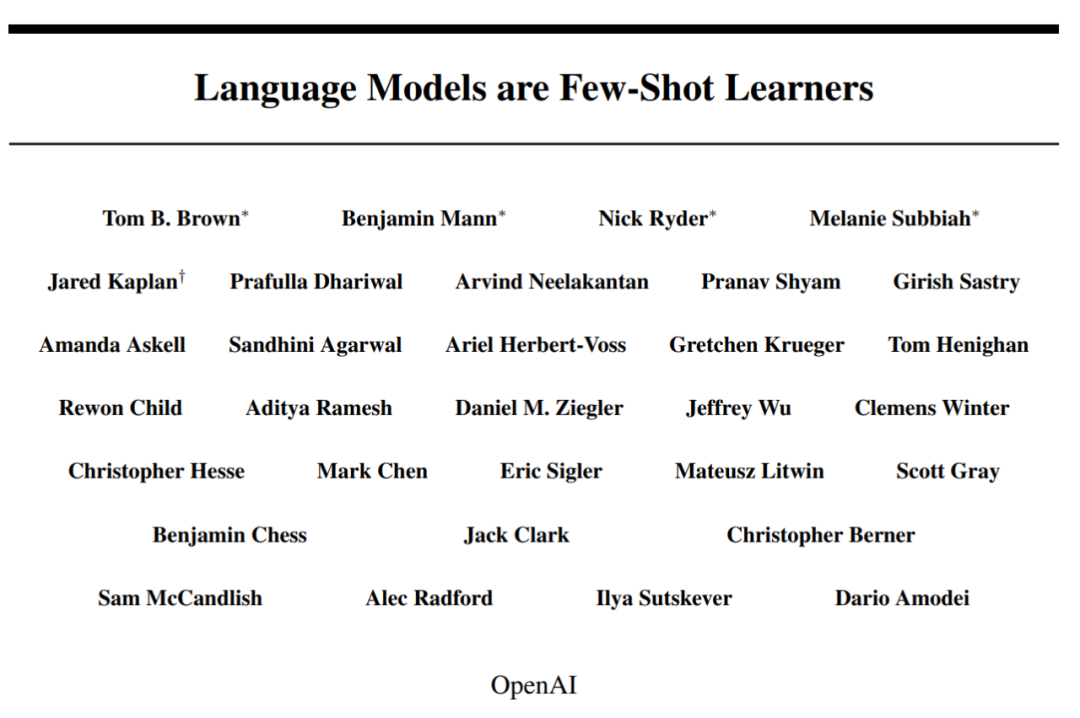 Language Models are Few-Shot Learners
Tom B. Brown* Benjamin Mann* Nick Ryder* Melanie Subbiah*
Jared Kaplan† Prafulla Dhariwal Arvind Neelakantan Pranav Shyam Girish Sastry
Amanda Askell Sandhini Agarwal Ariel Herbert-Voss Gretchen Krueger Tom Henighan
Rewon Child Aditya Ramesh Daniel M. Ziegler Jeffrey Wu Clemens Winter
Christopher Hesse Mark Chen Eric Sigler Mateusz Litwin Scott Gray
Benjamin Chess Jack Clark Christopher Berner
Sam McCandlish Alec Radford Ilya Sutskever Dario Amodei
OpenAI